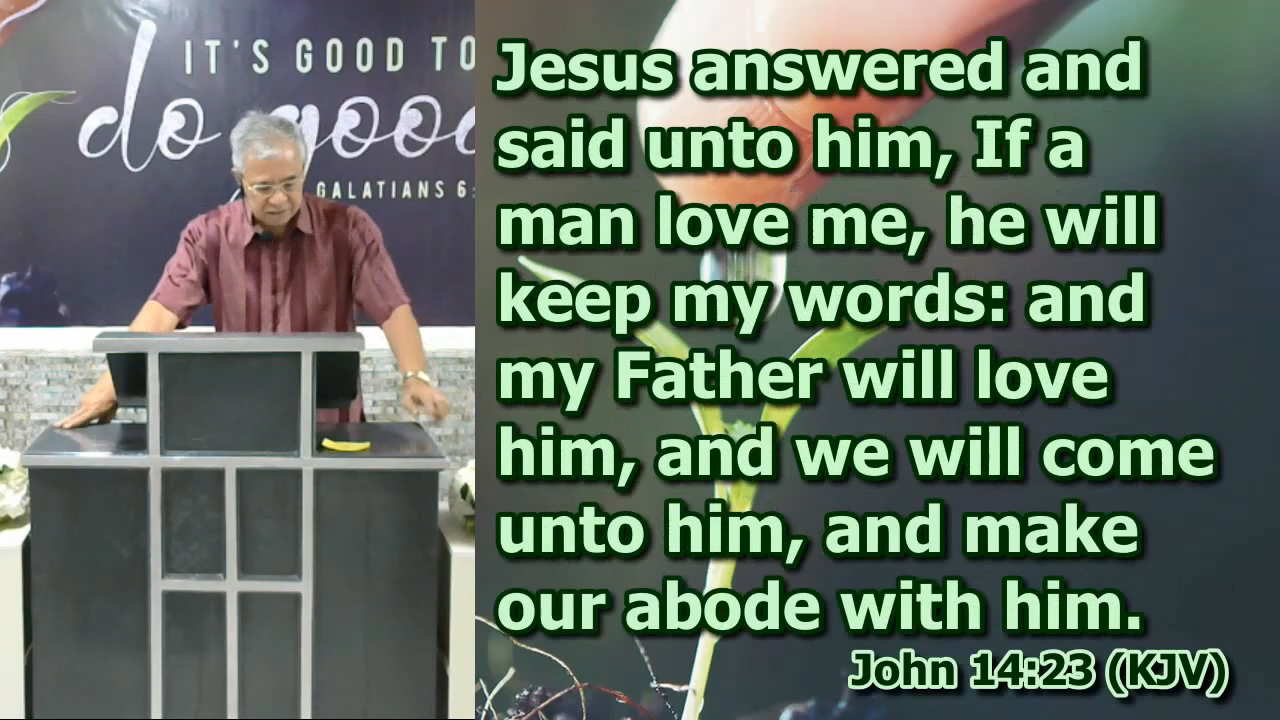 IT'S GOOD TO
do good
GALATIANS 6:
Jesus answered and
said unto him, If a
man love me, he will
keep my words: and
my Father will love
him, and we will come
unto him, and make
our abode with him.
John 14:23 (KJV)